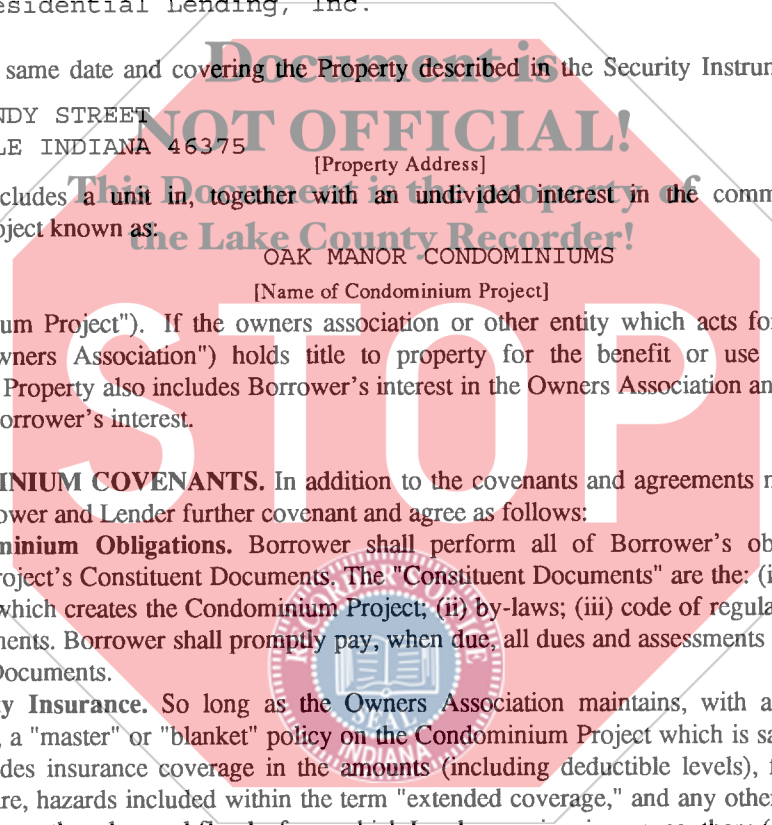 esidential Lending, Inc.
Document is
same date and covering the Property described in the Security Instrum
NOT OFFICIAL!
NDY STREET
LE INDIANA 46375
[Property Address]
This Document is the property of
cludes a unit in, together with an undivided interest in the comm
oject known as:
the Lake County Recorder!
OAK MANOR CONDOMINIUMS
[Name of Condominium Project]
um Project"). If the owners association or other entity which acts fo
wners Association") holds title to property for the benefit or use
Property also includes Borrower's interest in the Owners Association an
orrower's interest.
STOP
INIUM COVENANTS. In addition to the covenants and agreements m
ower and Lender further covenant and agree as follows:
minium Obligations. Borrower shall perform all of Borrower's ob
roject's Constituent Documents. The "Constituent Documents" are the: (i
which creates the Condominium Project; (ii) by-laws; (iii) code of regula
ments. Borrower shall promptly pay, when due, all dues and assessments
Documents.
y Insurance. So long as the Owners Association maintains, with a
, a "master" or "blanket" policy on the Condominium Project which is sa
des insurance coverage in the amounts (including deductible levels), f
re, hazards included within the term "extended coverage," and any other
SEAL
INDIANA